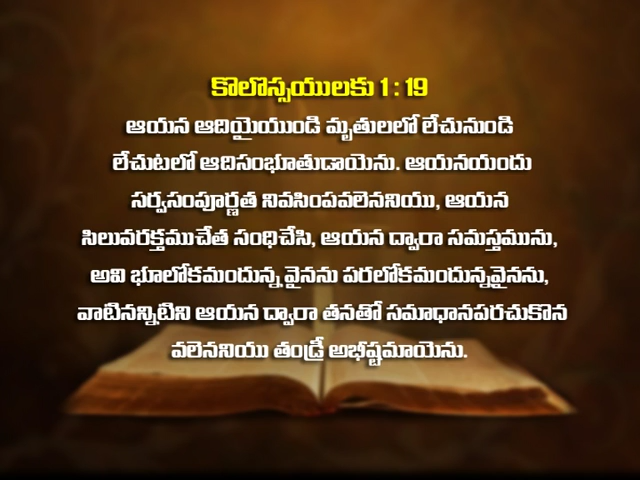 కొలొస్సయులకు 1 : 19
ఆయన ఆదియైయుండి మృతులలో లేచునుండి
లేచుటలో ఆదిసంభూతుడాయెను. ఆయనయందు
సర్వసంపూర్ణత నివసింపవలెననియు, ఆయన
సిలువరక్తముచేత సంధిచేసి, ఆయన ద్వారా సమస్తమును,
అవి భూలోకమందున్న వైనను పరలోకమందున్నవైనను,
వాటినన్నిటిని ఆయన ద్వారా తనతో సమాధానపరచుకొన
వలెననియు తండ్రి అభీష్టమాయెను.